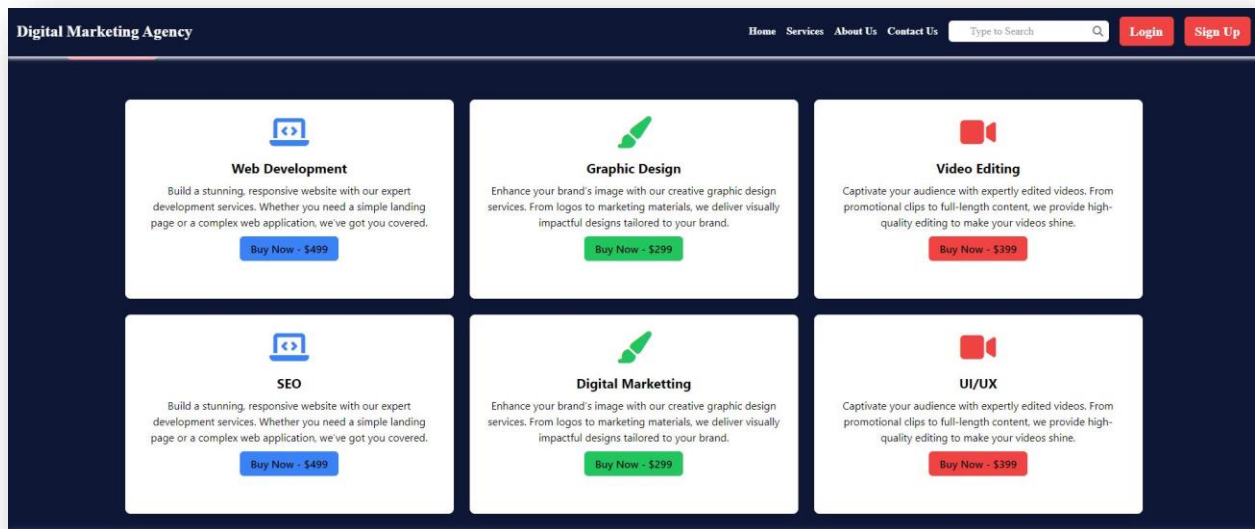 Digital Marketing Agency
Home Services About Us Contact Us Type to Search Login Sign Up
Web Development
Build a stunning, responsive website with our expert
development services. Whether you need a simple landing
page or a complex web application, we've got you covered.
Buy Now - $499
Graphic Design
Enhance your brand's image with our creative graphic design
services. From logos to marketing materials, we deliver visually
impactful designs tailored to your brand.
Buy Now - $299
Video Editing
Captivate your audience with expertly edited videos. From
promotional clips to full-length content, we provide high-
quality editing to make your videos shine.
Buy Now - $399
SEO
Build a stunning, responsive website with our expert
development services. Whether you need a simple landing
page or a complex web application, we've got you covered.
Buy Now - $499
Digital Marketting
Enhance your brand's image with our creative graphic design
services. From logos to marketing materials, we deliver visually
impactful designs tailored to your brand.
Buy Now - $299
UI/UX
Captivate your audience with expertly edited videos. From
promotional clips to full-length content, we provide high-
quality editing to make your videos shine.
Buy Now - $399